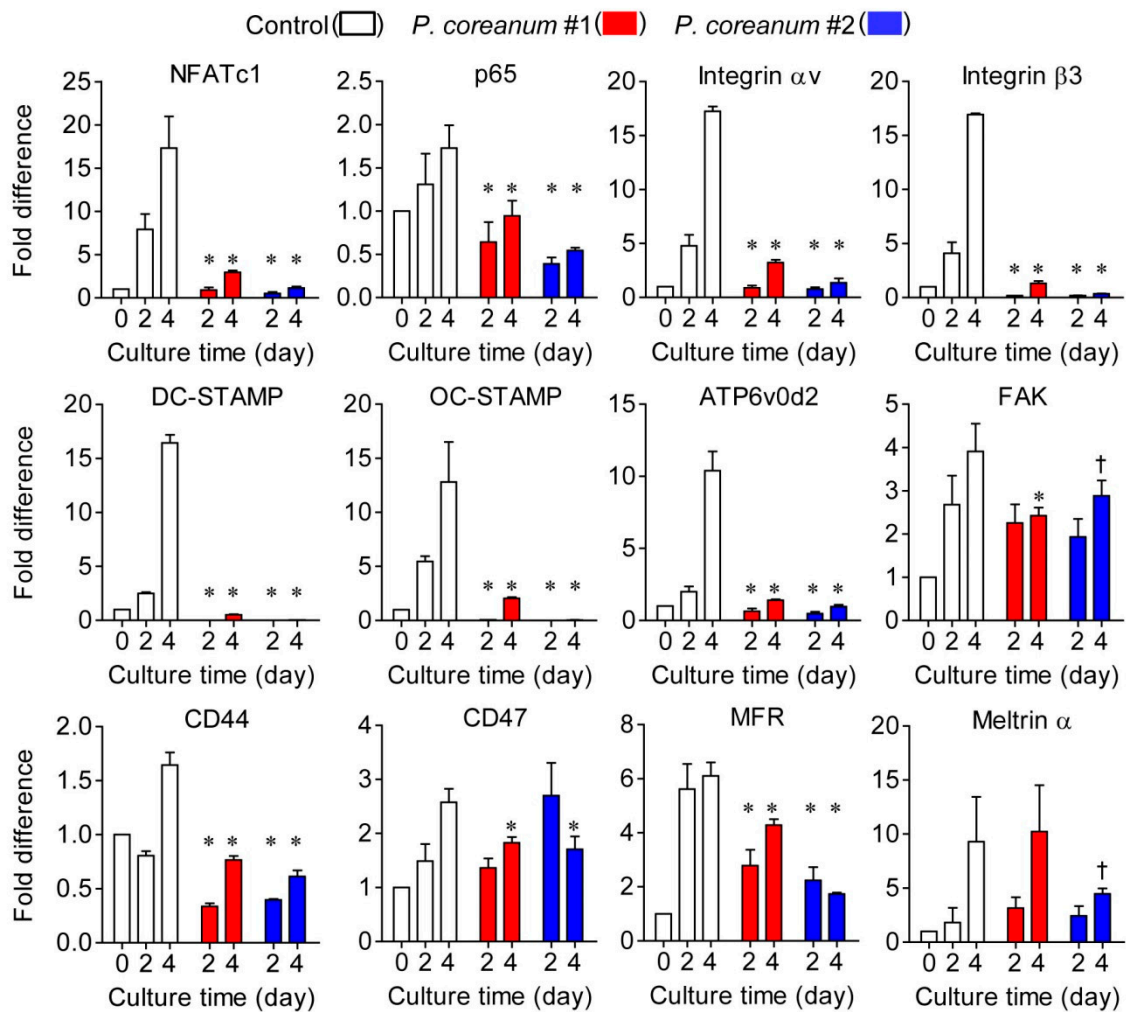 Control( ) P. coreanum #1( ) P. coreanum #2( )
NFATc1
Fold difference
25
20
15
10
5
0
* * * *
0 2 4 2 4 2 4
Culture time (day)
p65
2.5
2.0
1.5
1.0
0.5
0.0
* * * *
0 2 4 2 4 2 4
Culture time (day)
Integrin αv
20
15
10
5
0
* * * *
0 2 4 2 4 2 4
Culture time (day)
Integrin β3
20
15
10
5
0
* * * *
0 2 4 2 4 2 4
Culture time (day)
DC-STAMP
Fold difference
20
15
10
5
0
* * * *
0 2 4 2 4 2 4
Culture time (day)
OC-STAMP
20
15
10
5
0
* * * *
0 2 4 2 4 2 4
Culture time (day)
ATP6v0d2
15
10
5
0
* * * *
0 2 4 2 4 2 4
Culture time (day)
FAK
5
4
3
2
1
0
* †
0 2 4 2 4 2 4
Culture time (day)
CD44
Fold difference
2.0
1.5
1.0
0.5
0.0
* * * *
0 2 4 2 4 2 4
Culture time (day)
CD47
4
3
2
1
0
* *
0 2 4 2 4 2 4
Culture time (day)
MFR
8
6
4
2
0
* * * *
0 2 4 2 4 2 4
Culture time (day)
Meltrin α
20
15
10
5
0
†
0 2 4 2 4 2 4
Culture time (day)